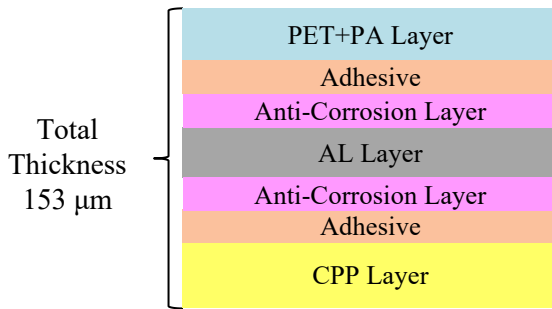 Total
Thickness
153 μm
PET+PA Layer
Adhesive
Anti-Corrosion Layer
AL Layer
Anti-Corrosion Layer
Adhesive
CPP Layer